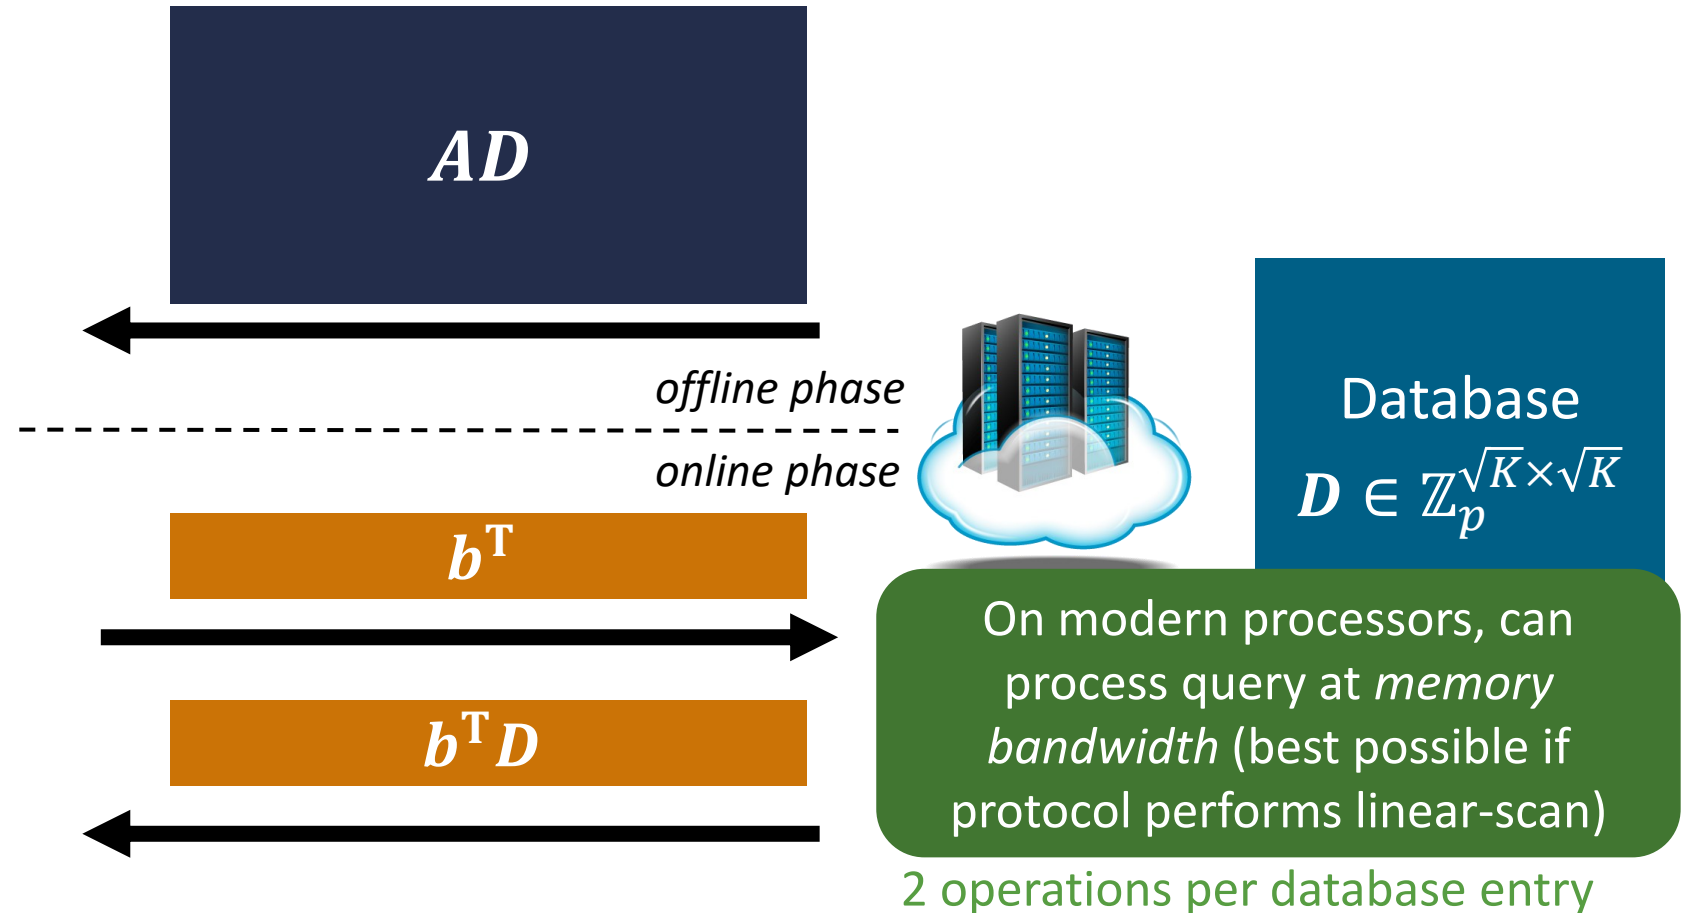 AD
offline phase
online phase
bᵀ
bᵀD
Database
D ∈ ℤ_p^{√K×√K}
On modern processors, can
process query at memory
bandwidth (best possible if
protocol performs linear-scan)
2 operations per database entry